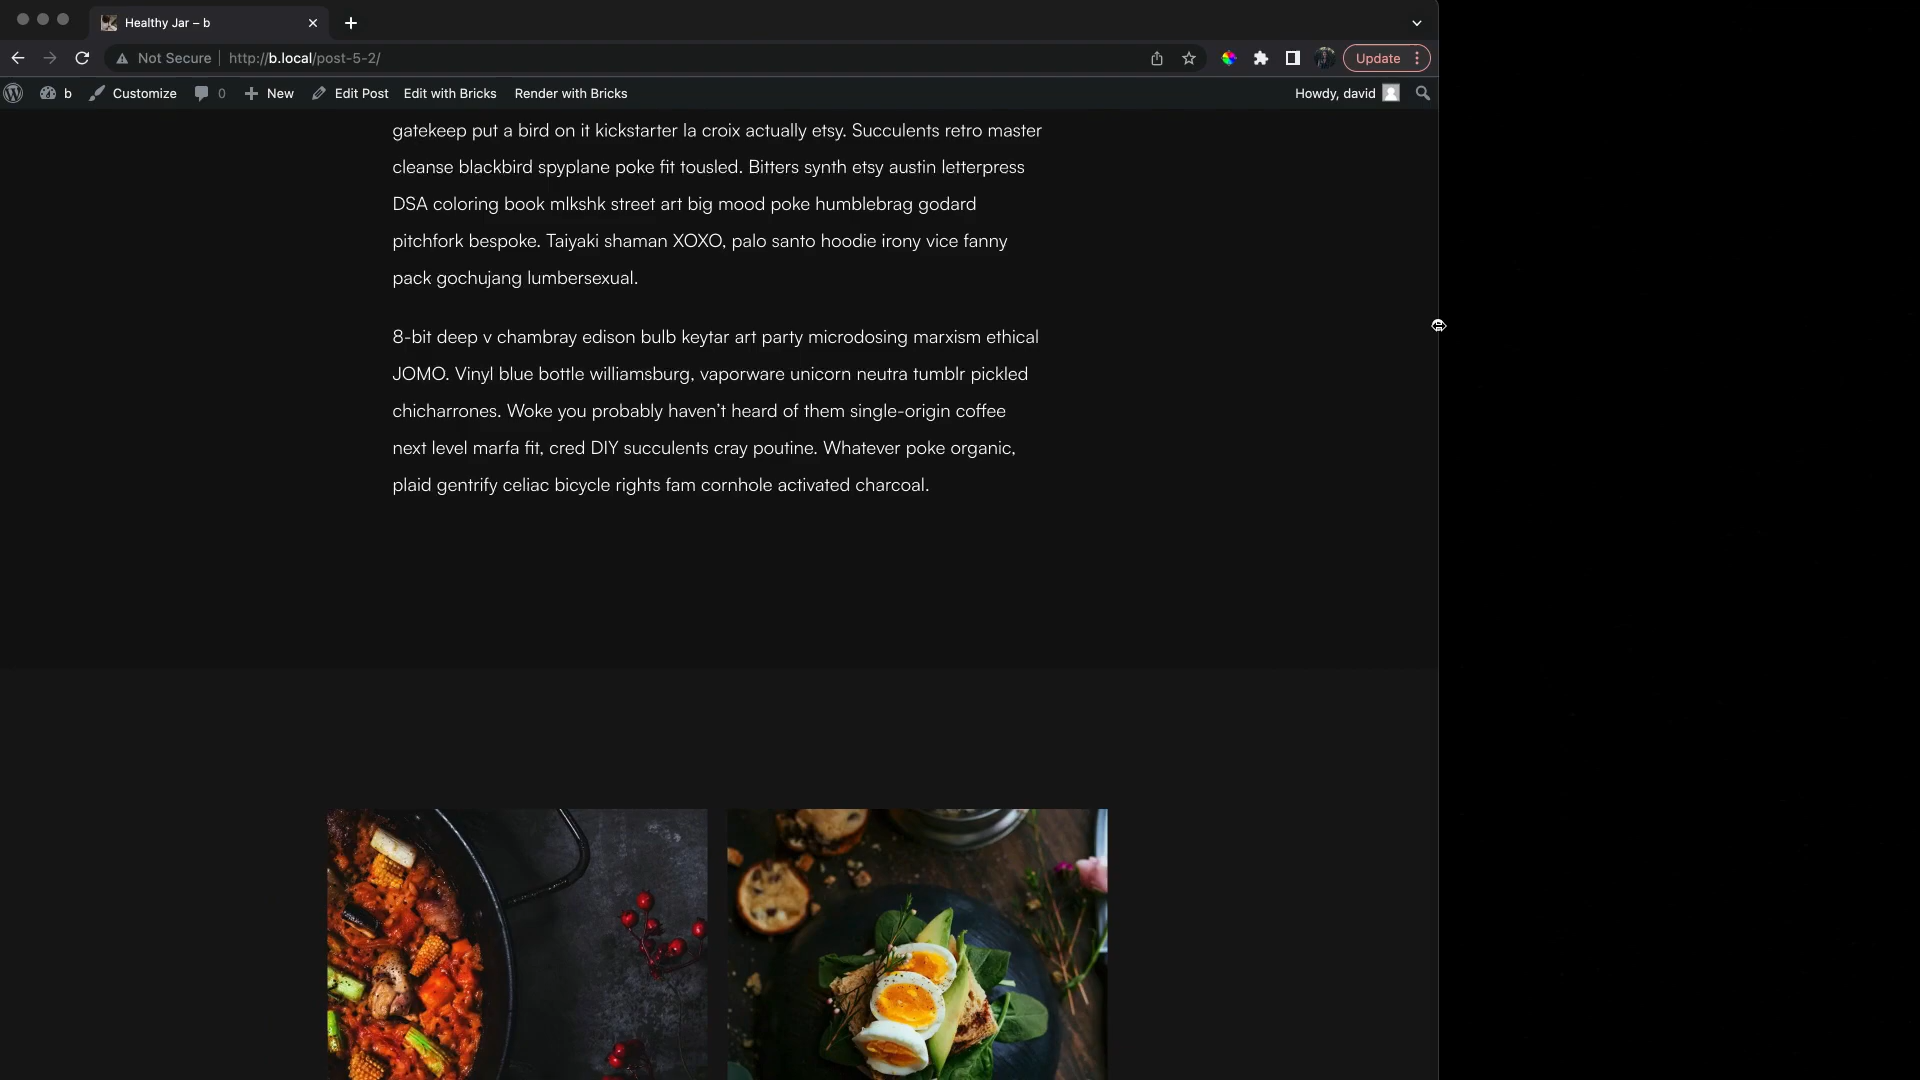 Healthy Jar – b
Not Secure http://b.local/post-5-2/ Update
b Customize 0 New Edit Post Edit with Bricks Render with Bricks Howdy, david
gatekeep put a bird on it kickstarter la croix actually etsy. Succulents retro master
cleanse blackbird spyplane poke fit tousled. Bitters synth etsy austin letterpress
DSA coloring book mlkshk street art big mood poke humblebrag godard
pitchfork bespoke. Taiyaki shaman XOXO, palo santo hoodie irony vice fanny
pack gochujang lumbersexual.
8-bit deep v chambray edison bulb keytar art party microdosing marxism ethical
JOMO. Vinyl blue bottle williamsburg, vaporware unicorn neutra tumblr pickled
chicharrones. Woke you probably haven’t heard of them single-origin coffee
next level marfa fit, cred DIY succulents cray poutine. Whatever poke organic,
plaid gentrify celiac bicycle rights fam cornhole activated charcoal.